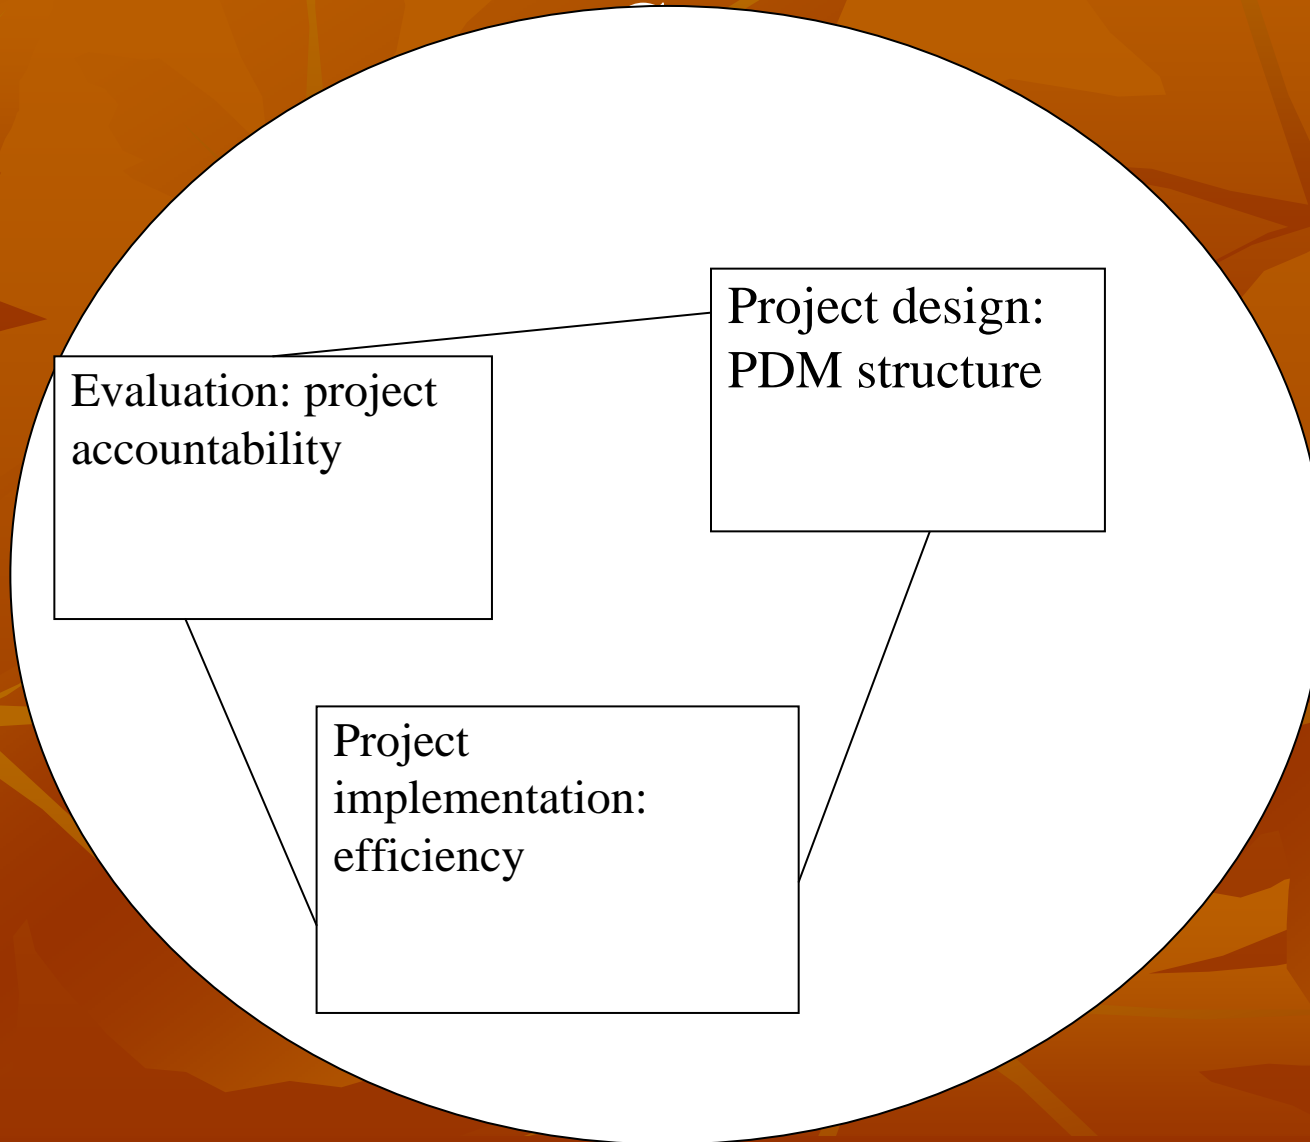 Project design:
PDM structure
Evaluation: project
accountability
Project
implementation:
efficiency